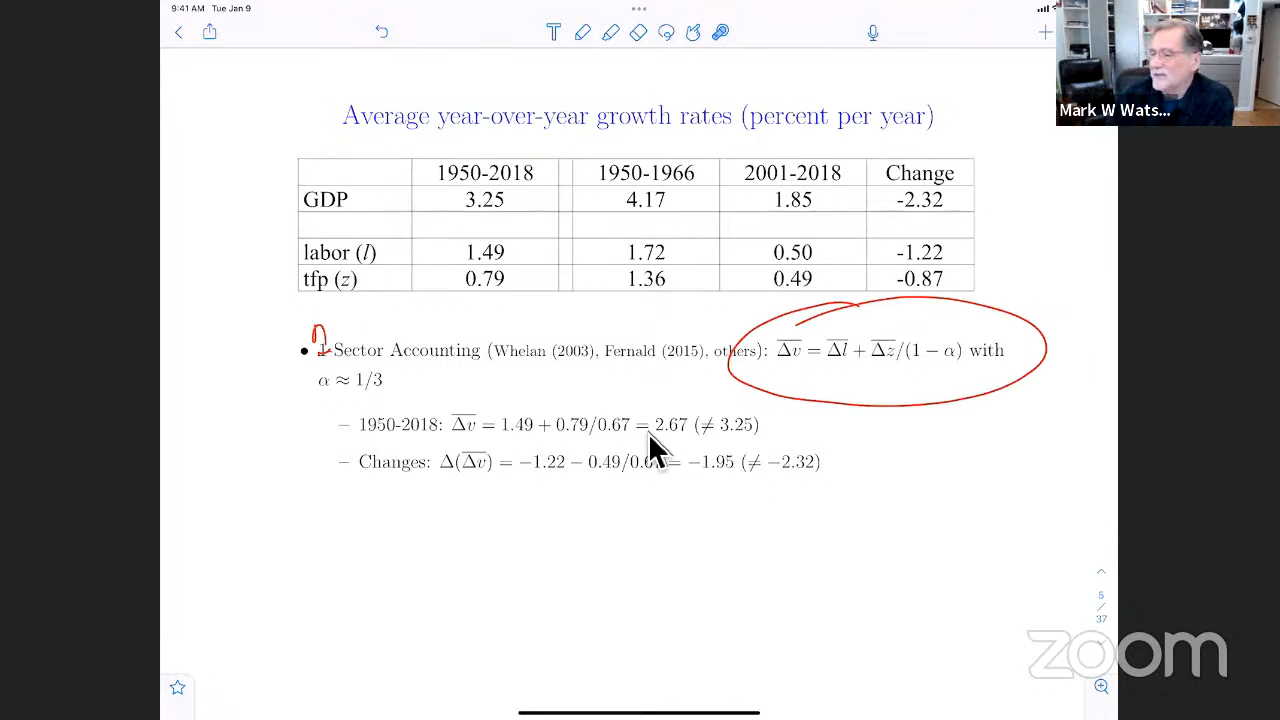 9:41 AM Tue Jan 9
Mark W Wats...
Average year-over-year growth rates (percent per year)
1950-2018 1950-1966 2001-2018 Change
GDP 3.25 4.17 1.85 -2.32
labor (l) 1.49 1.72 0.50 -1.22
tfp (z) 0.79 1.36 0.49 -0.87
n
• 1-Sector Accounting (Whelan (2003), Fernald (2015), others): Δv̅ = Δl̅ + Δz̅/(1 − α) with
α ≈ 1/3
– 1950-2018: Δv̅ = 1.49 + 0.79/0.67 = 2.67 (≠ 3.25)
– Changes: Δ(Δv̅) = −1.22 − 0.49/0.6 = −1.95 (≠ −2.32)
5
/
37
zoom